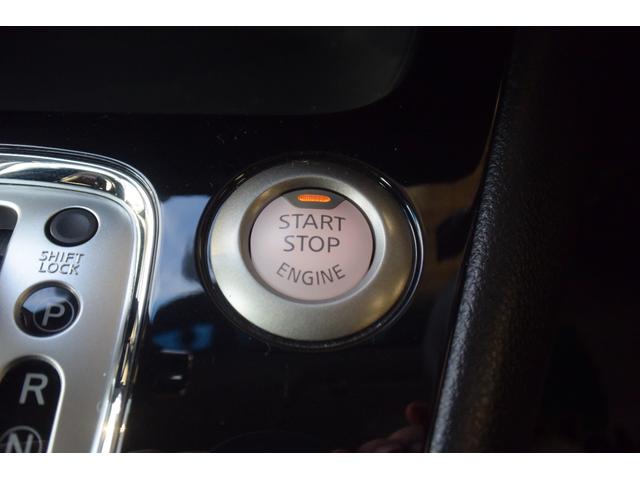 START
STOP
ENGINE
SHIFT
LOCK
P
R
N